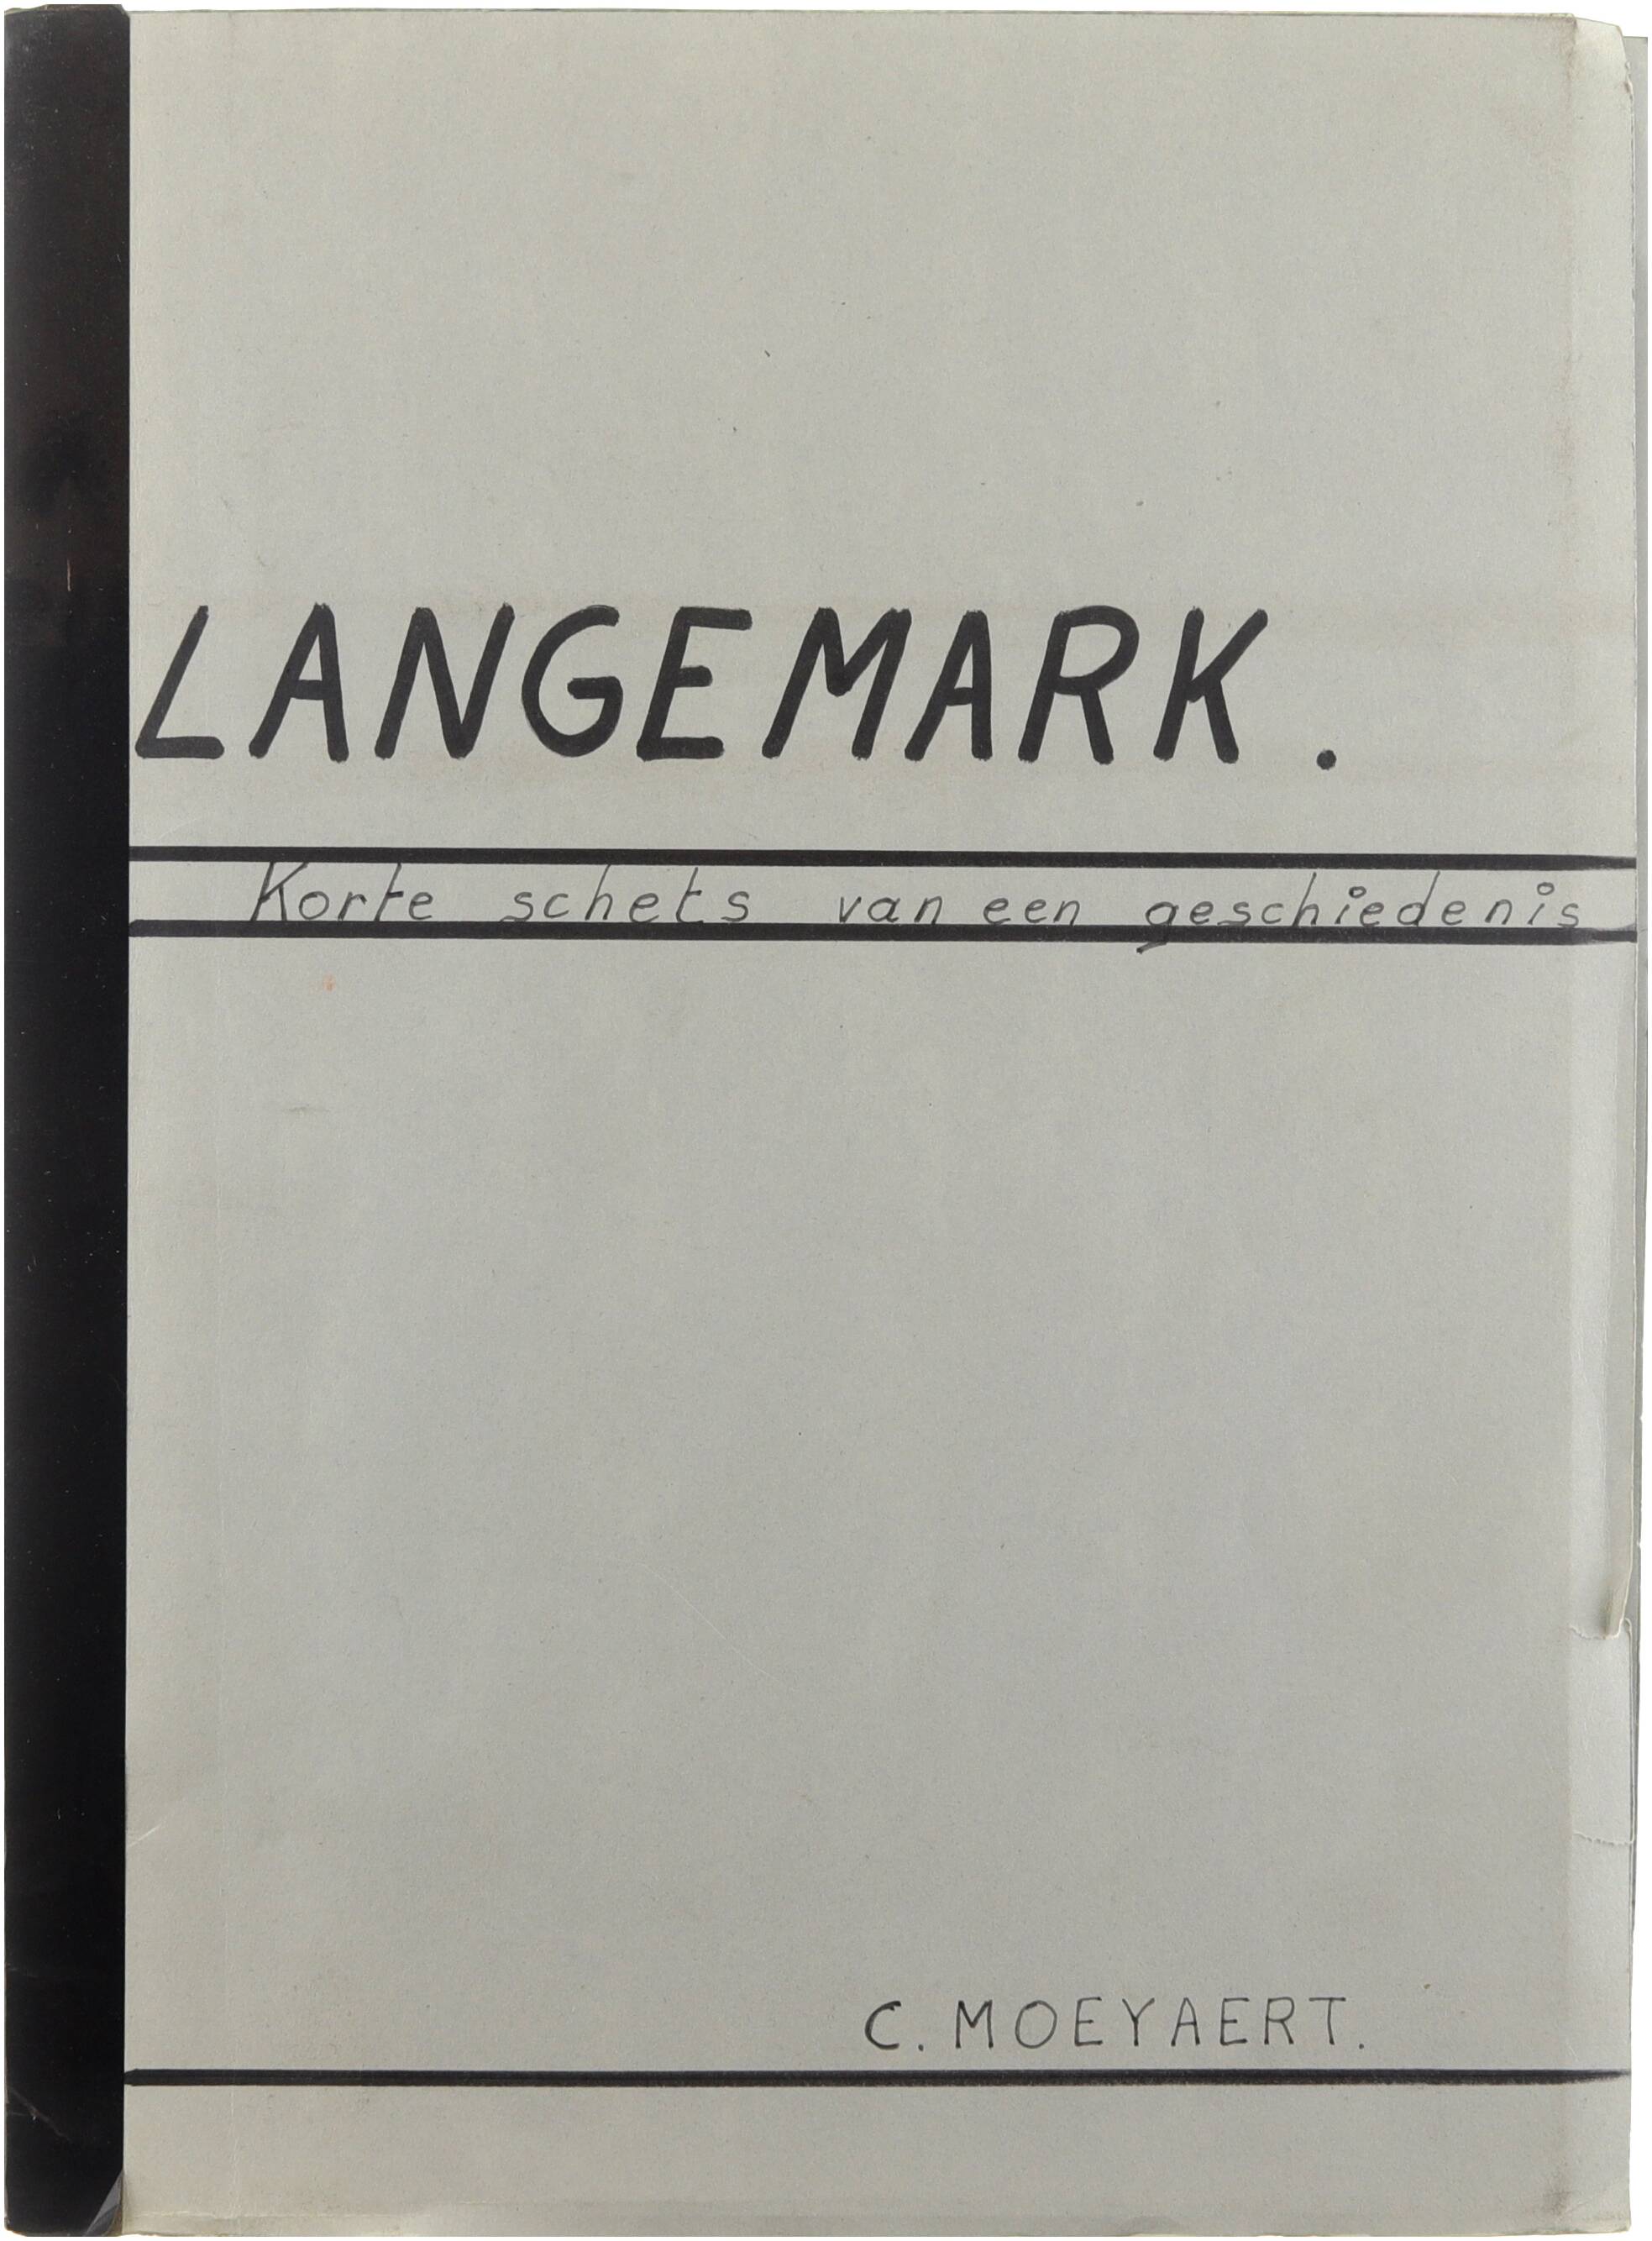 LANGEMARK.
Korte schets van een geschiedenis
C. MOEYAERT.